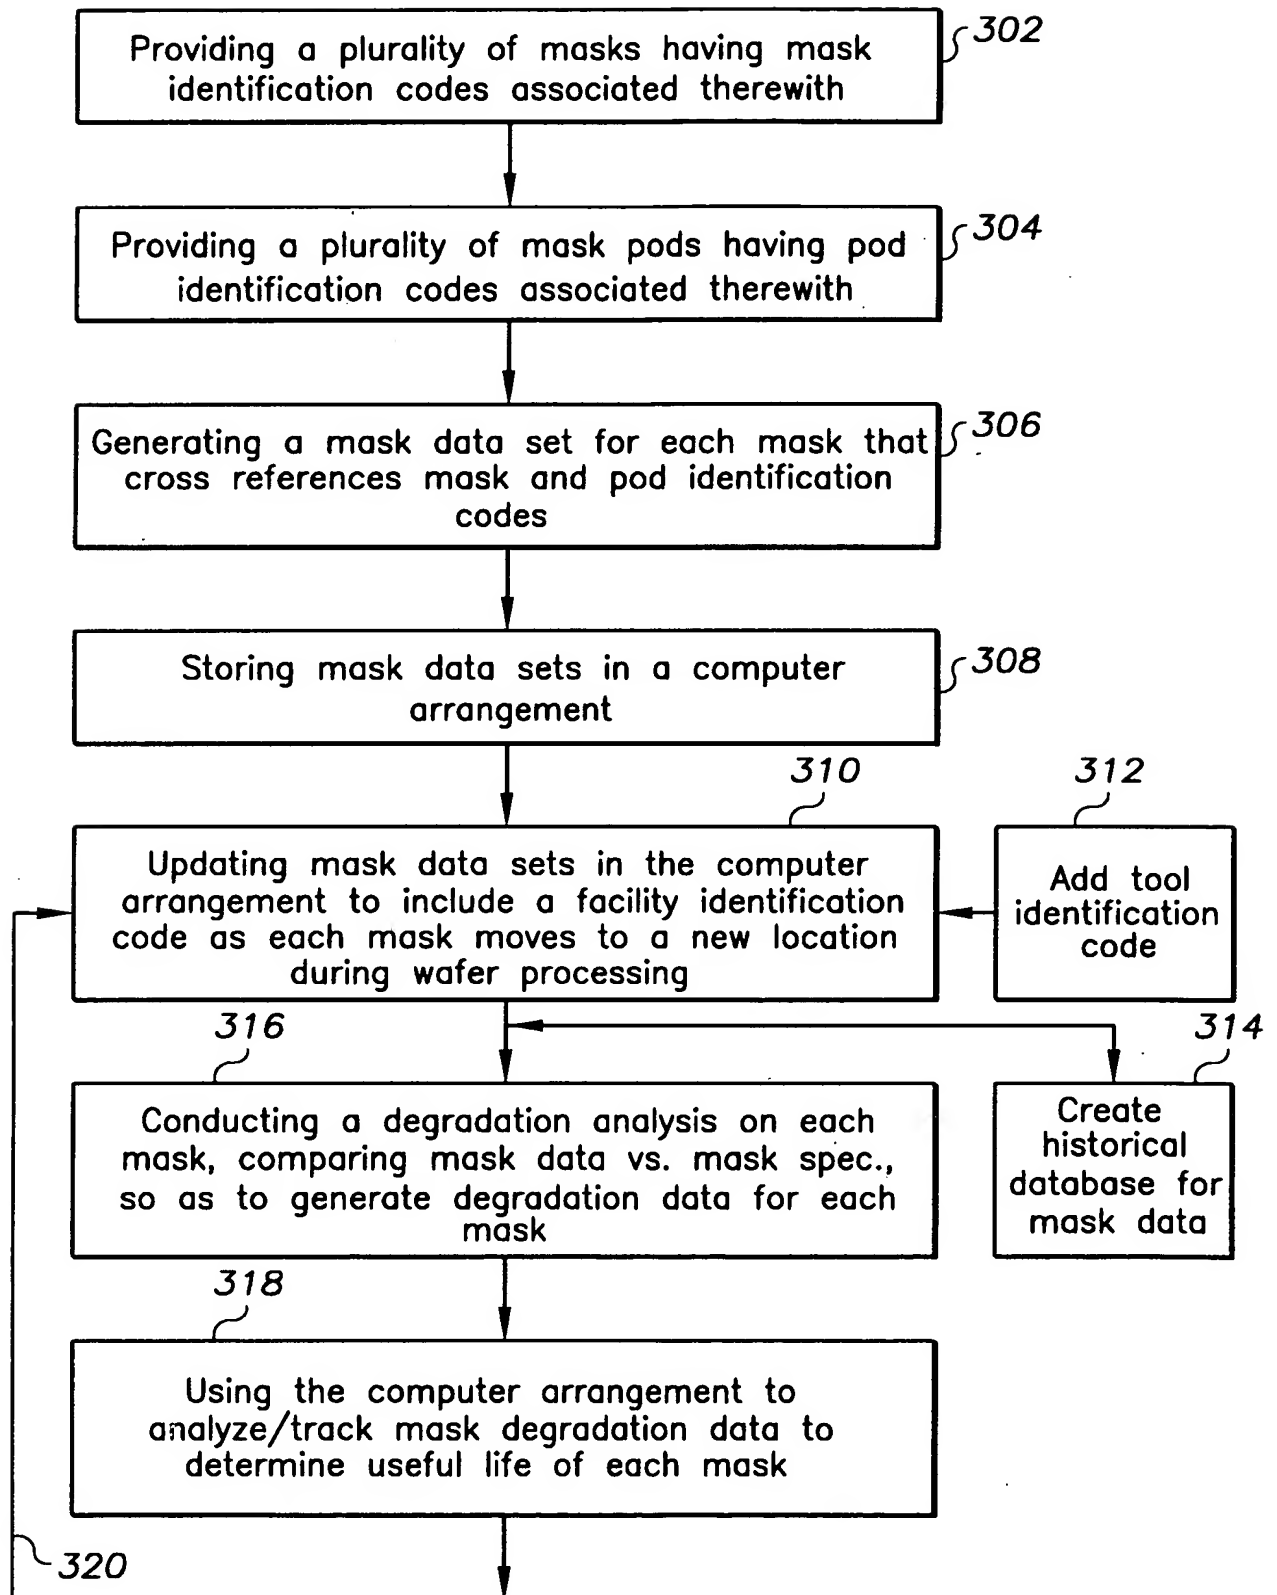 Providing a plurality of masks having mask
identification codes associated therewith
302
Providing a plurality of mask pods having pod
identification codes associated therewith
304
Generating a mask data set for each mask that
cross references mask and pod identification
codes
306
Storing mask data sets in a computer
arrangement
308
310
312
Updating mask data sets in the computer
arrangement to include a facility identification
code as each mask moves to a new location
during wafer processing
Add tool
identification
code
316
314
Conducting a degradation analysis on each
mask, comparing mask data vs. mask spec.,
so as to generate degradation data for each
mask
Create
historical
database for
mask data
318
Using the computer arrangement to
analyze/track mask degradation data to
determine useful life of each mask
320